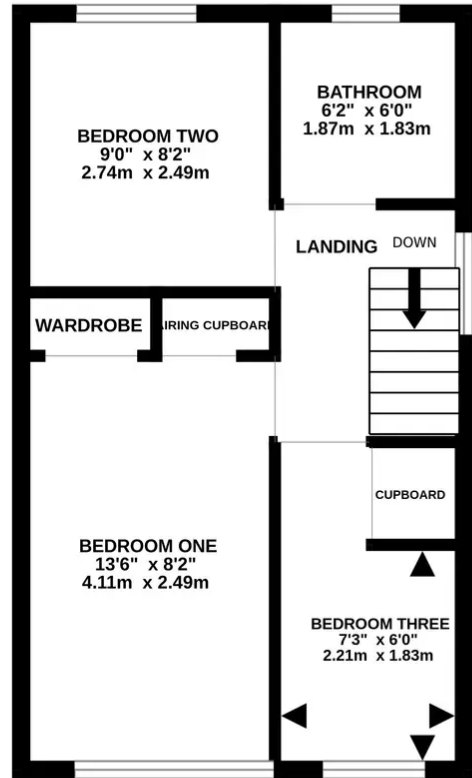 BEDROOM TWO
9'0" x 8'2"
2.74m x 2.49m
BATHROOM
6'2" x 6'0"
1.87m x 1.83m
LANDING
DOWN
WARDROBE
AIRING CUPBOARD
CUPBOARD
BEDROOM ONE
13'6" x 8'2"
4.11m x 2.49m
BEDROOM THREE
7'3" x 6'0"
2.21m x 1.83m